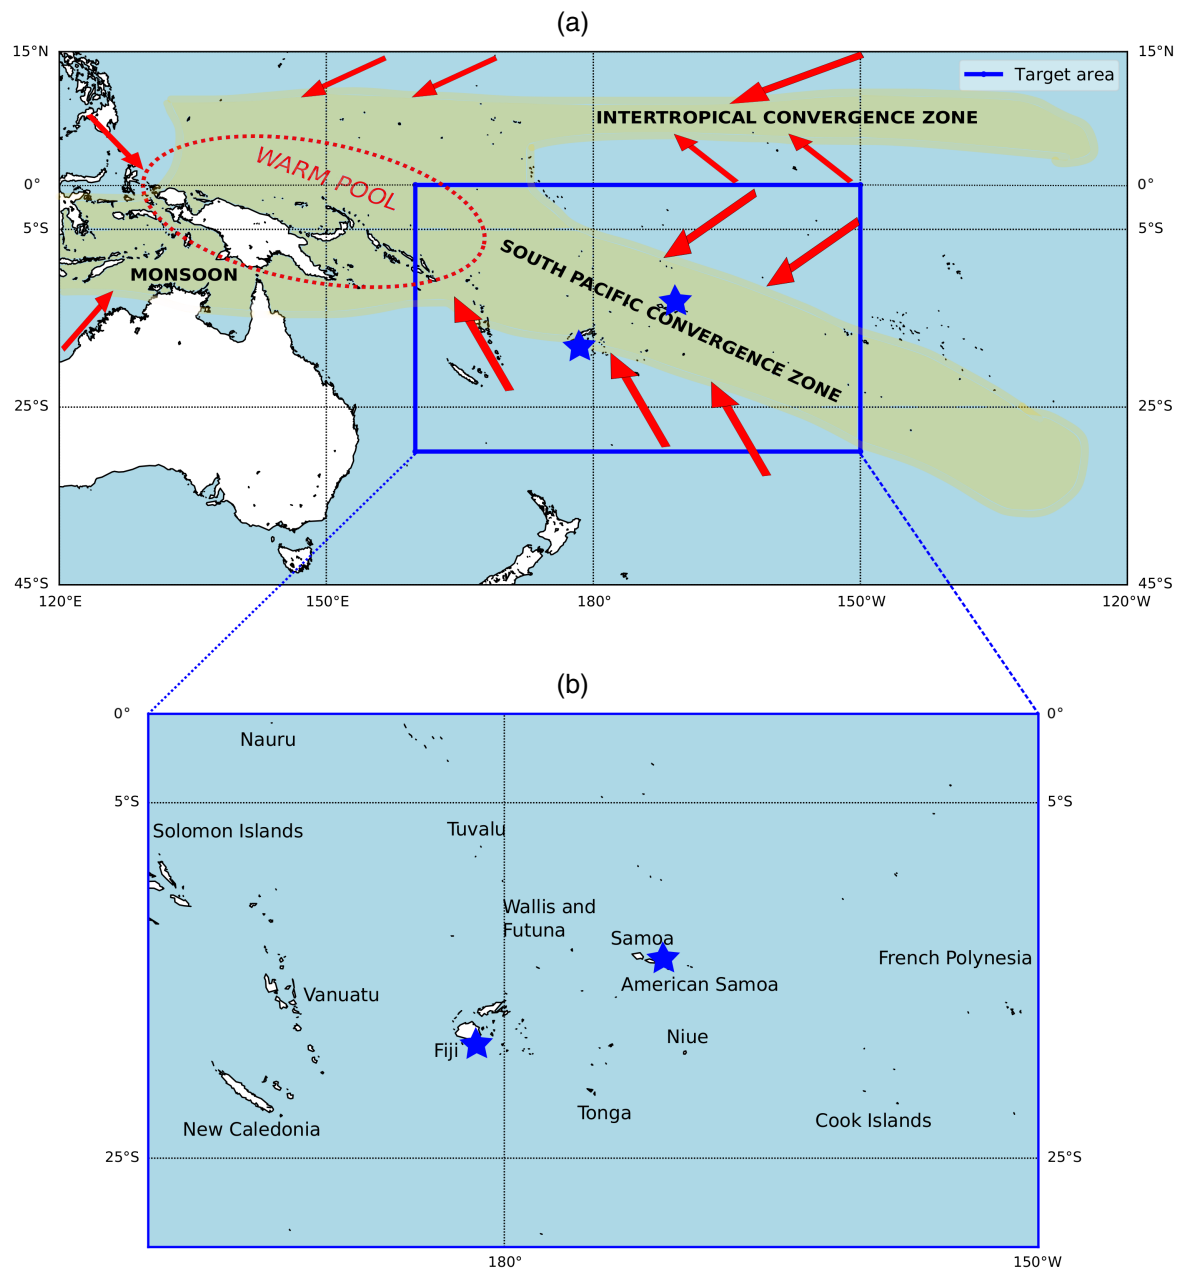 (a)
15°N
15°N
Target area
INTERTROPICAL CONVERGENCE ZONE
WARM POOL
0°
0°
5°S
5°S
SOUTH PACIFIC CONVERGENCE ZONE
MONSOON
25°S
25°S
45°S
45°S
120°E
150°E
180°
150°W
120°W
(b)
0°
0°
Nauru
5°S
5°S
Solomon Islands
Tuvalu
Wallis and
Futuna
Samoa
French Polynesia
American Samoa
Vanuatu
Niue
Fiji
Tonga
Cook Islands
New Caledonia
25°S
25°S
180°
150°W